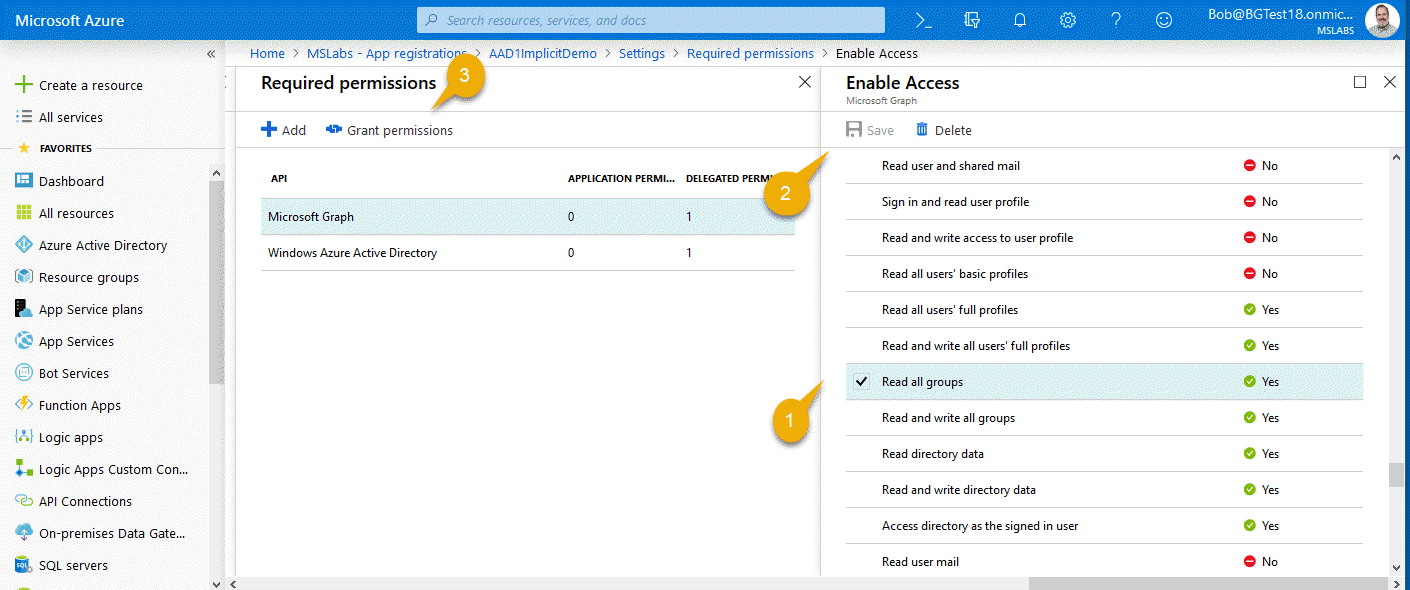 Microsoft Azure
Search resources, services, and docs
Bob@BGTest18.onmic...
MSLABS
Home > MSLabs - App registrations > AAD1ImplicitDemo > Settings > Required permissions > Enable Access
Create a resource
All services
FAVORITES
Dashboard
All resources
Azure Active Directory
Resource groups
App Service plans
App Services
Bot Services
Function Apps
Logic apps
Logic Apps Custom Con...
API Connections
On-premises Data Gate...
SQL servers
Required permissions
3
Add Grant permissions
API APPLICATION PERMI... DELEGATED PERMI
Microsoft Graph 0 1
Windows Azure Active Directory 0 1
Enable Access
Microsoft Graph
Save Delete
2
Read user and shared mail No
Sign in and read user profile No
Read and write access to user profile No
Read all users' basic profiles No
Read all users' full profiles Yes
Read and write all users' full profiles Yes
1
Read all groups Yes
Read and write all groups Yes
Read directory data Yes
Read and write directory data Yes
Access directory as the signed in user Yes
Read user mail No